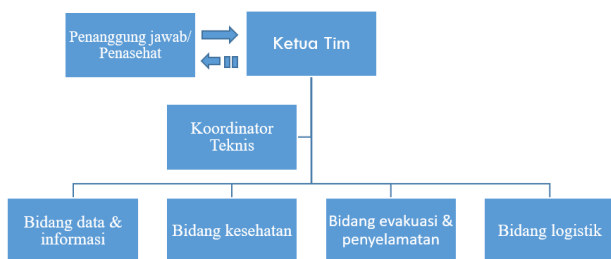 Penanggung jawab/
Penasehat
Ketua Tim
Koordinator
Teknis
Bidang data &
informasi
Bidang kesehatan
Bidang evakuasi &
penyelamatan
Bidang logistik